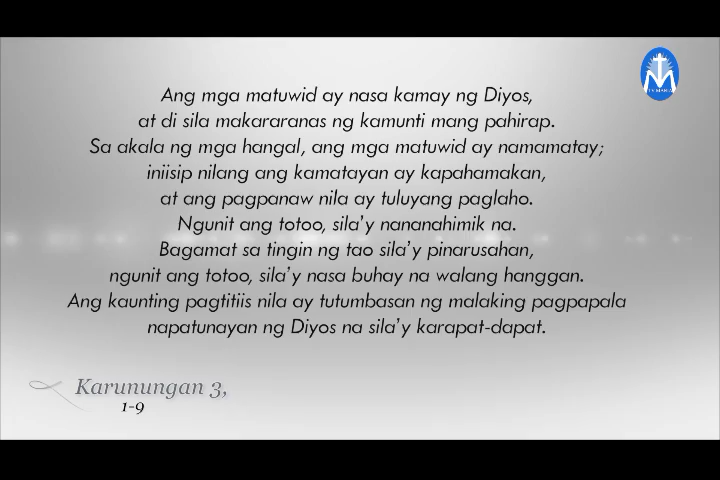 Ang mga matuwid ay nasa kamay ng Diyos,
at di sila makararanas ng kamunti mang pahirap.
Sa akala ng mga hangal, ang mga matuwid ay namamatay;
iniisip nilang ang kamatayan ay kapahamakan,
at ang pagpanaw nila ay tuluyang paglaho.
Ngunit ang totoo, sila'y nananahimik na.
Bagamat sa tingin ng tao sila'y pinarusahan,
ngunit ang totoo, sila'y nasa buhay na walang hanggan.
Ang kaunting pagtitiis nila ay tutumbasan ng malaking pagpapala
napatunayan ng Diyos na sila'y karapat-dapat.
Karunungan 3,
1-9